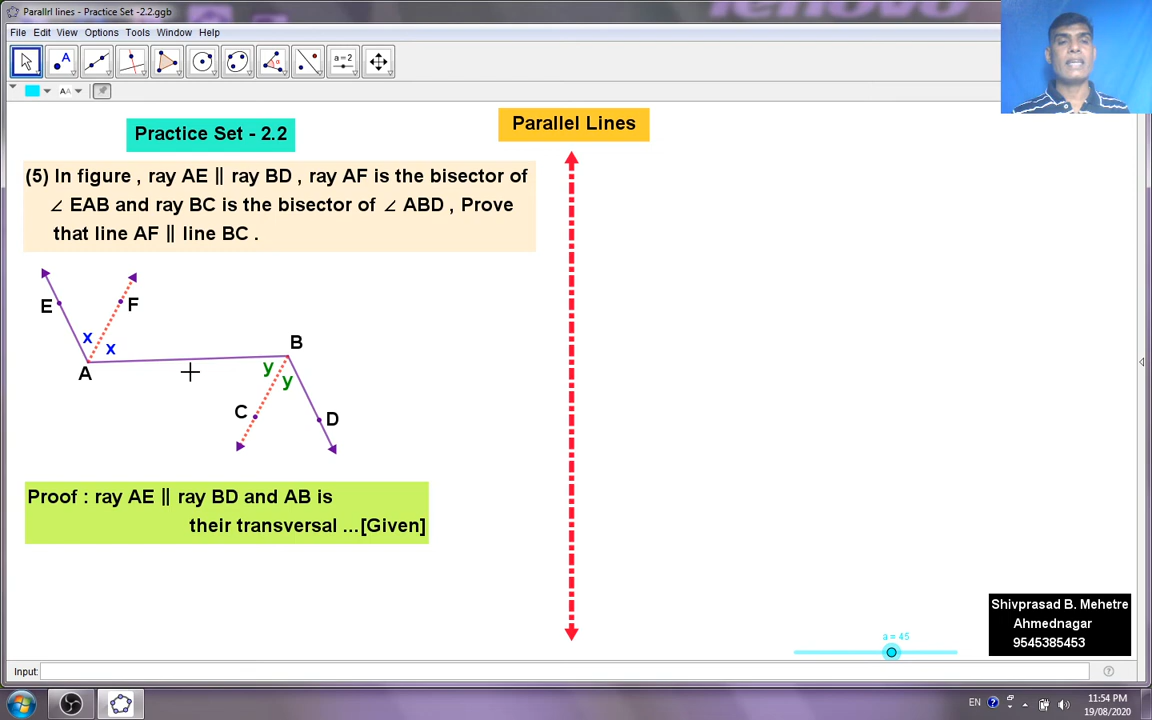 Parallrl lines - Practice Set -2.2.ggb
lenovo
File Edit View Options Tools Window Help
A
a=2
AA
Practice Set - 2.2
Parallel Lines
(5) In figure , ray AE ‖ ray BD , ray AF is the bisector of
∠ EAB and ray BC is the bisector of ∠ ABD , Prove
that line AF ‖ line BC .
E
F
x
x
A
B
y
y
C
D
Proof : ray AE ‖ ray BD and AB is
their transversal ...[Given]
Shivprasad B. Mehetre
Ahmednagar
9545385453
a = 45
Input:
EN
11:54 PM
19/08/2020